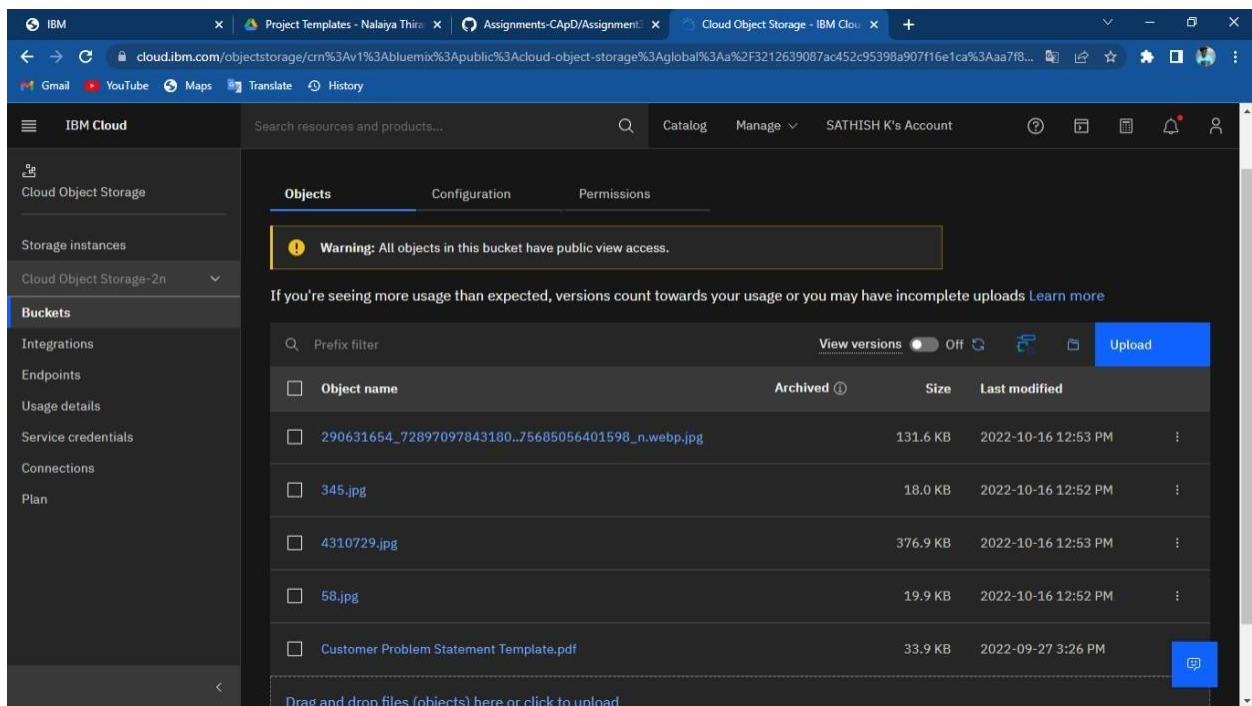 IBM
Project Templates - Nalaiya Thira
Assignments-CApD/Assignment3
Cloud Object Storage - IBM Clou
cloud.ibm.com/objectstorage/crn%3Av1%3Abluemix%3Apublic%3Acloud-object-storage%3Aglobal%3Aa%2F3212639087ac452c95398a907f16e1ca%3Aaa7f8...
Gmail YouTube Maps Translate History
IBM Cloud
Search resources and products...
Catalog Manage SATHISH K's Account
Cloud Object Storage
Storage instances
Cloud Object Storage-2n
Buckets
Integrations
Endpoints
Usage details
Service credentials
Connections
Plan
Objects Configuration Permissions
Warning: All objects in this bucket have public view access.
If you're seeing more usage than expected, versions count towards your usage or you may have incomplete uploads Learn more
Prefix filter View versions Off Upload
Object name Archived Size Last modified
290631654_72897097843180..75685056401598_n.webp.jpg 131.6 KB 2022-10-16 12:53 PM
345.jpg 18.0 KB 2022-10-16 12:52 PM
4310729.jpg 376.9 KB 2022-10-16 12:53 PM
58.jpg 19.9 KB 2022-10-16 12:52 PM
Customer Problem Statement Template.pdf 33.9 KB 2022-09-27 3:26 PM
Drag and drop files (objects) here or click to upload